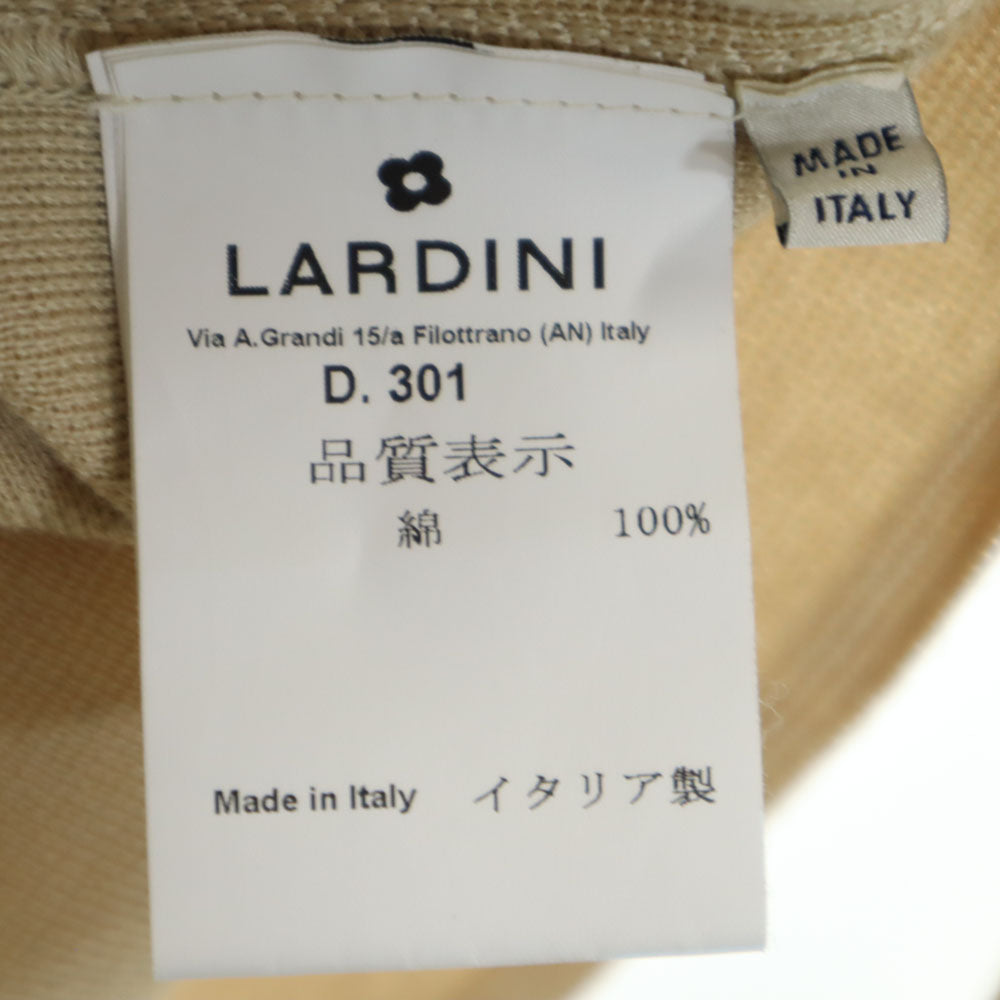 LARDINI
Via A.Grandi 15/a Filottrano (AN) Italy
D. 301
品質表示
綿 100%
Made in Italy イタリア製
MADE
IN
ITALY